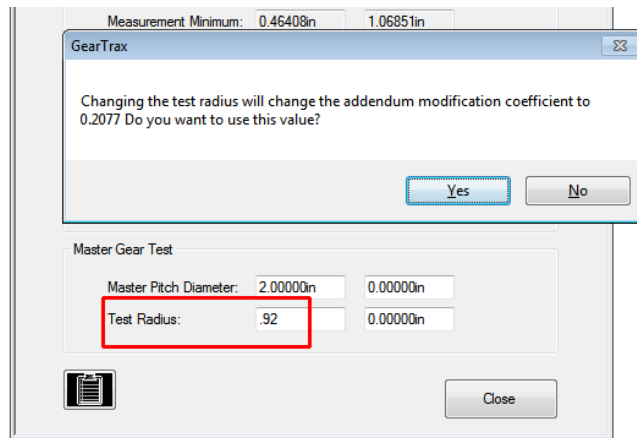 Measurement Minimum: 0.46408in 1.06851in
GearTrax
Changing the test radius will change the addendum modification coefficient to
0.2077 Do you want to use this value?
Yes No
Master Gear Test
Master Pitch Diameter: 2.00000in 0.00000in
Test Radius: .92 0.00000in
Close